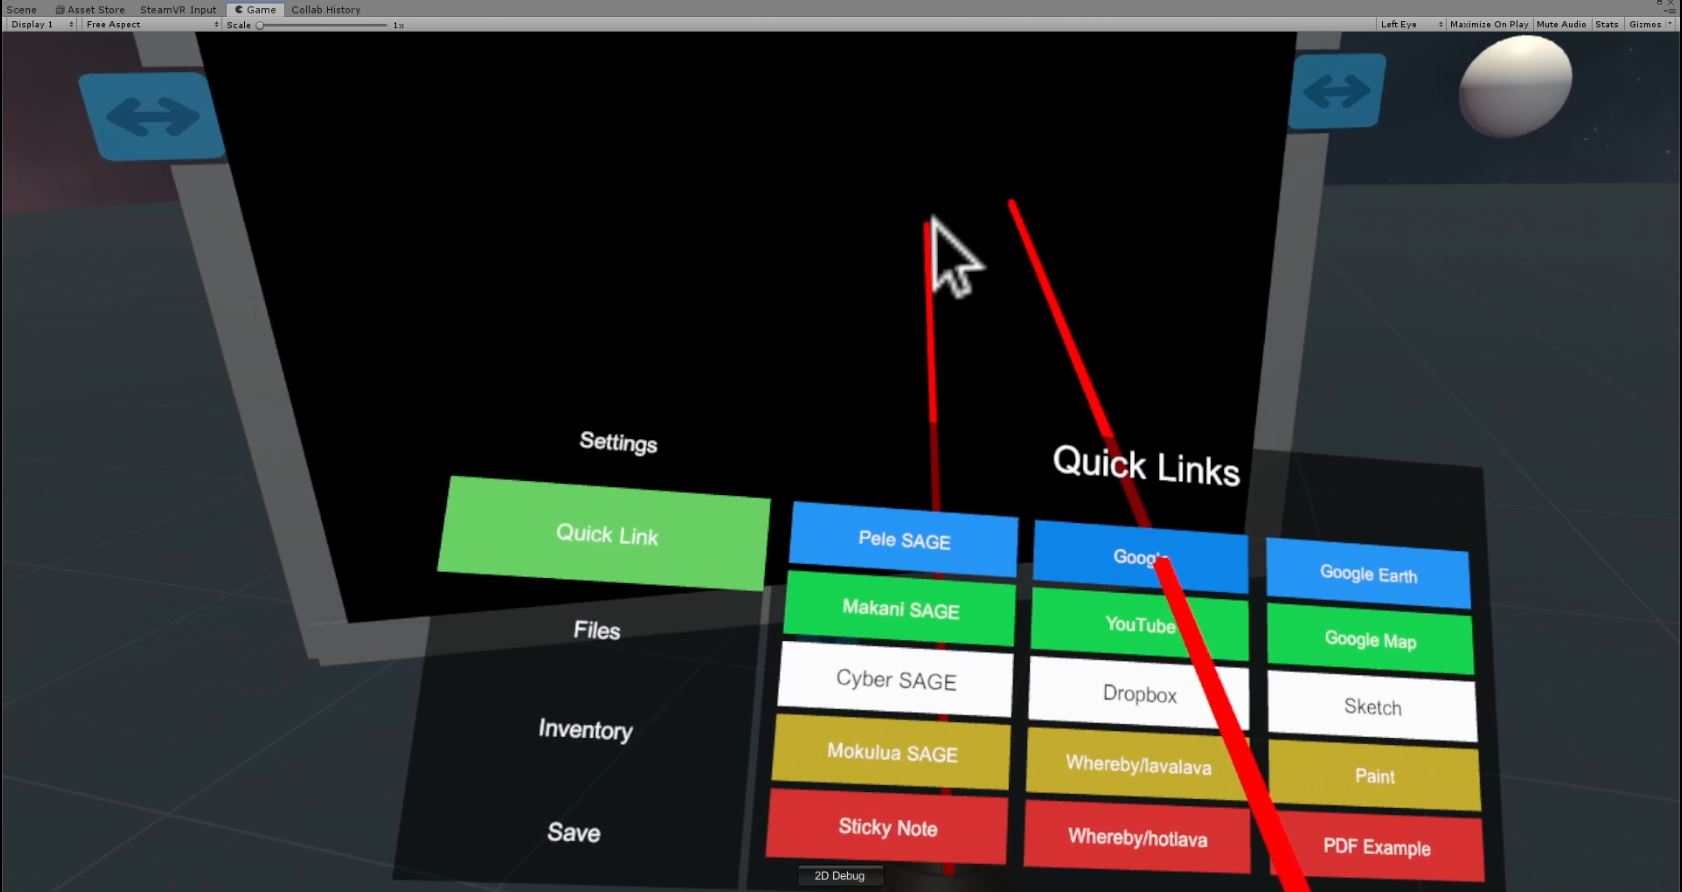 Scene Asset Store SteamVR Input Game Collab History
Display 1 Free Aspect Scale 1x Left Eye Maximize On Play Mute Audio Stats Gizmos
Settings
Quick Link
Files
Inventory
Save
Quick Links
Pele SAGE Google Google Earth
Makani SAGE YouTube Google Map
Cyber SAGE Dropbox Sketch
Mokulua SAGE Whereby/lavalava Paint
Sticky Note Whereby/hotlava PDF Example
2D Debug